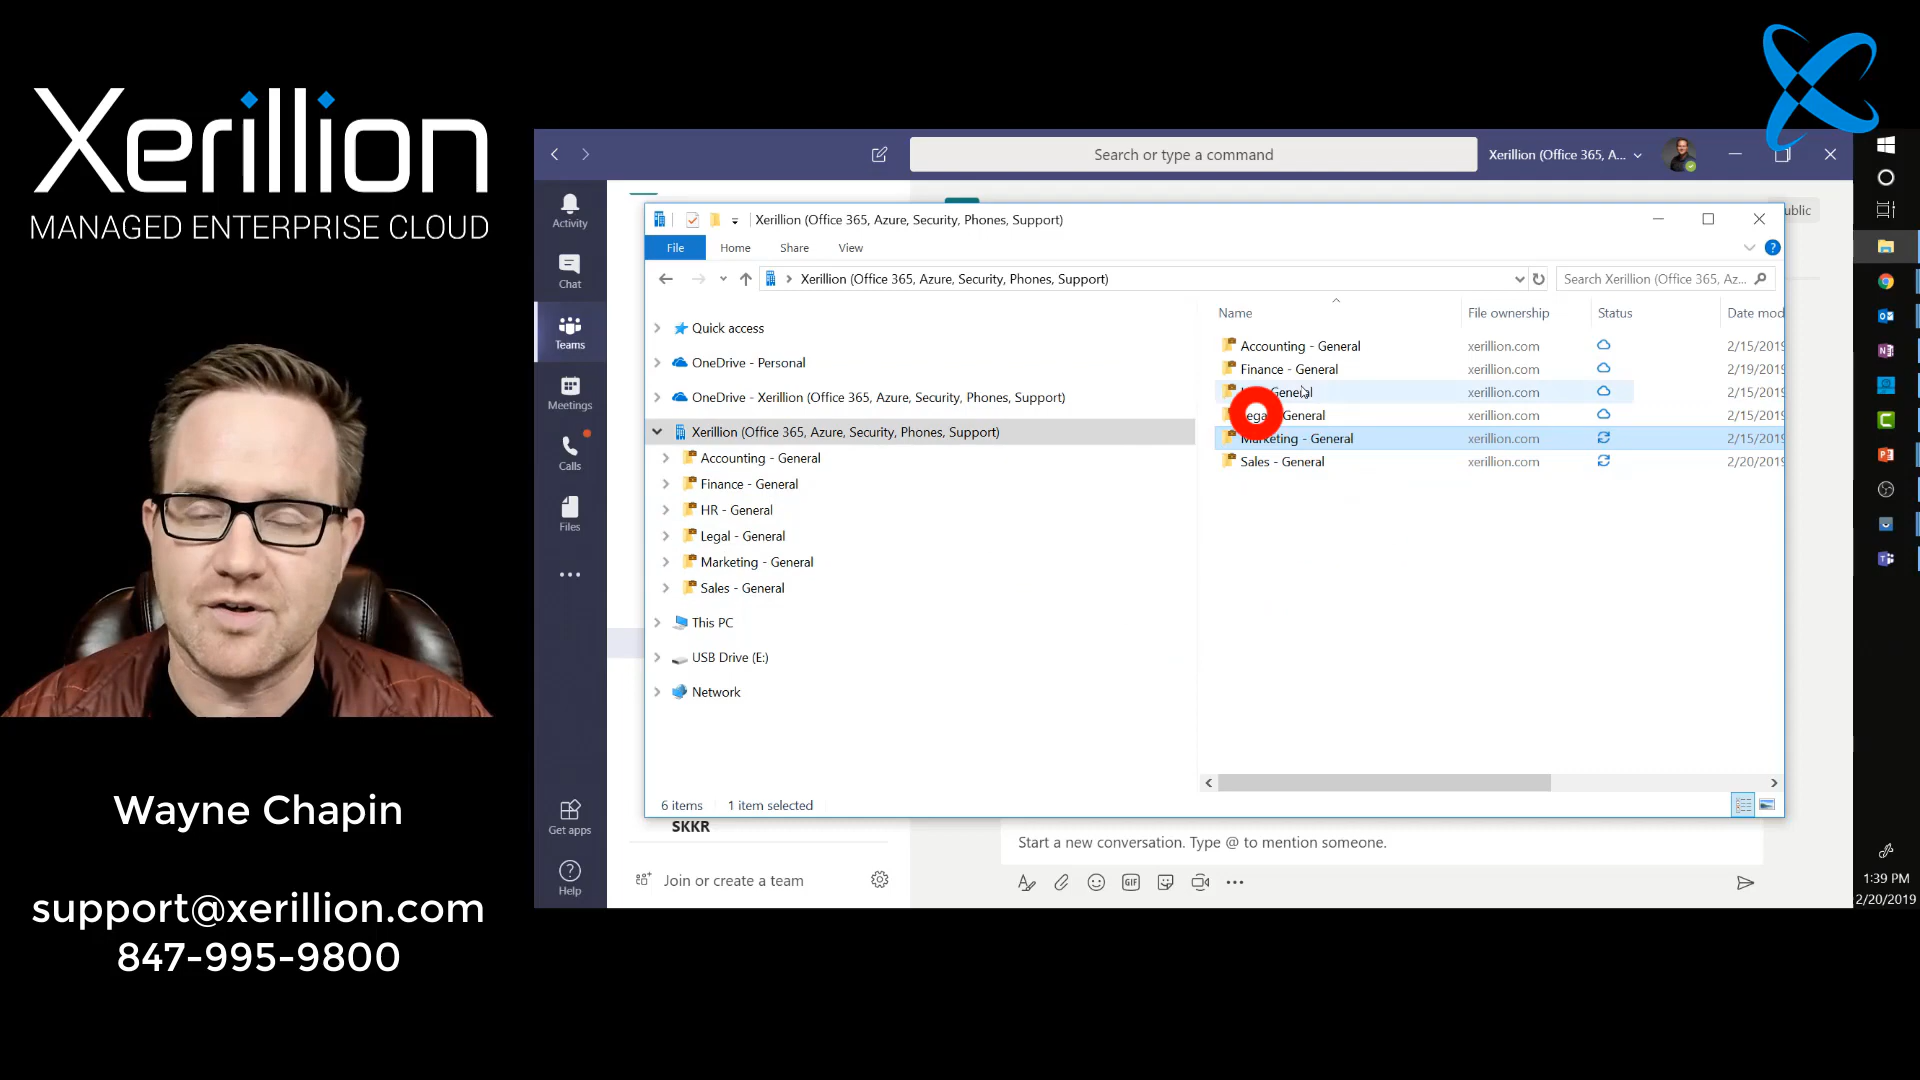 Xerillion
MANAGED ENTERPRISE CLOUD
Wayne Chapin
support@xerillion.com
847-995-9800
Search or type a command
Xerillion (Office 365, A...
Activity
Chat
Teams
Meetings
Calls
Files
Get apps
Help
ublic
Xerillion (Office 365, Azure, Security, Phones, Support)
File Home Share View
Xerillion (Office 365, Azure, Security, Phones, Support)
Search Xerillion (Office 365, Az...
Quick access
OneDrive - Personal
OneDrive - Xerillion (Office 365, Azure, Security, Phones, Support)
Xerillion (Office 365, Azure, Security, Phones, Support)
Accounting - General
Finance - General
HR - General
Legal - General
Marketing - General
Sales - General
This PC
USB Drive (E:)
Network
Name File ownership Status Date mod
Accounting - General xerillion.com 2/15/2019
Finance - General xerillion.com 2/19/2019
General xerillion.com 2/15/2019
General xerillion.com 2/15/2019
Marketing - General xerillion.com 2/15/2019
Sales - General xerillion.com 2/20/2019
6 items 1 item selected
SKKR
Join or create a team
Start a new conversation. Type @ to mention someone.
GIF
1:39 PM
2/20/2019